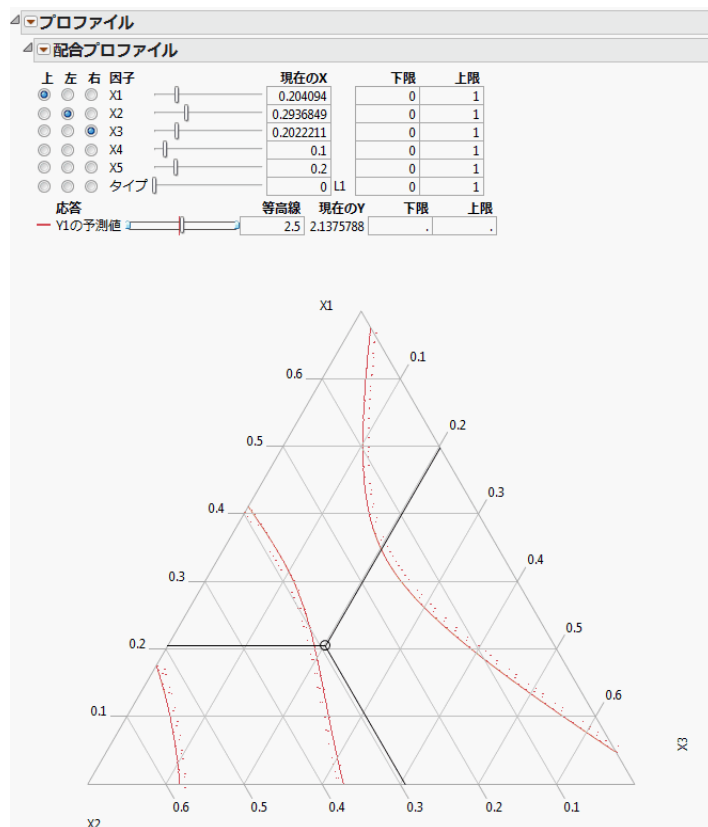 プロファイル
配合プロファイル
上 左 右 因子 現在のX 下限 上限
X1 0.204094 0 1
X2 0.2936849 0 1
X3 0.2022211 0 1
X4 0.1 0 1
X5 0.2 0 1
タイプ 0 L1 0 1
応答 等高線 現在のY 下限 上限
Y1の予測値 2.5 2.1375788 . .
X1
0.6 0.1
0.5 0.2
0.4 0.3
0.3 0.4
0.2 0.5
0.1 0.6
X3
0.6 0.5 0.4 0.3 0.2 0.1
X2